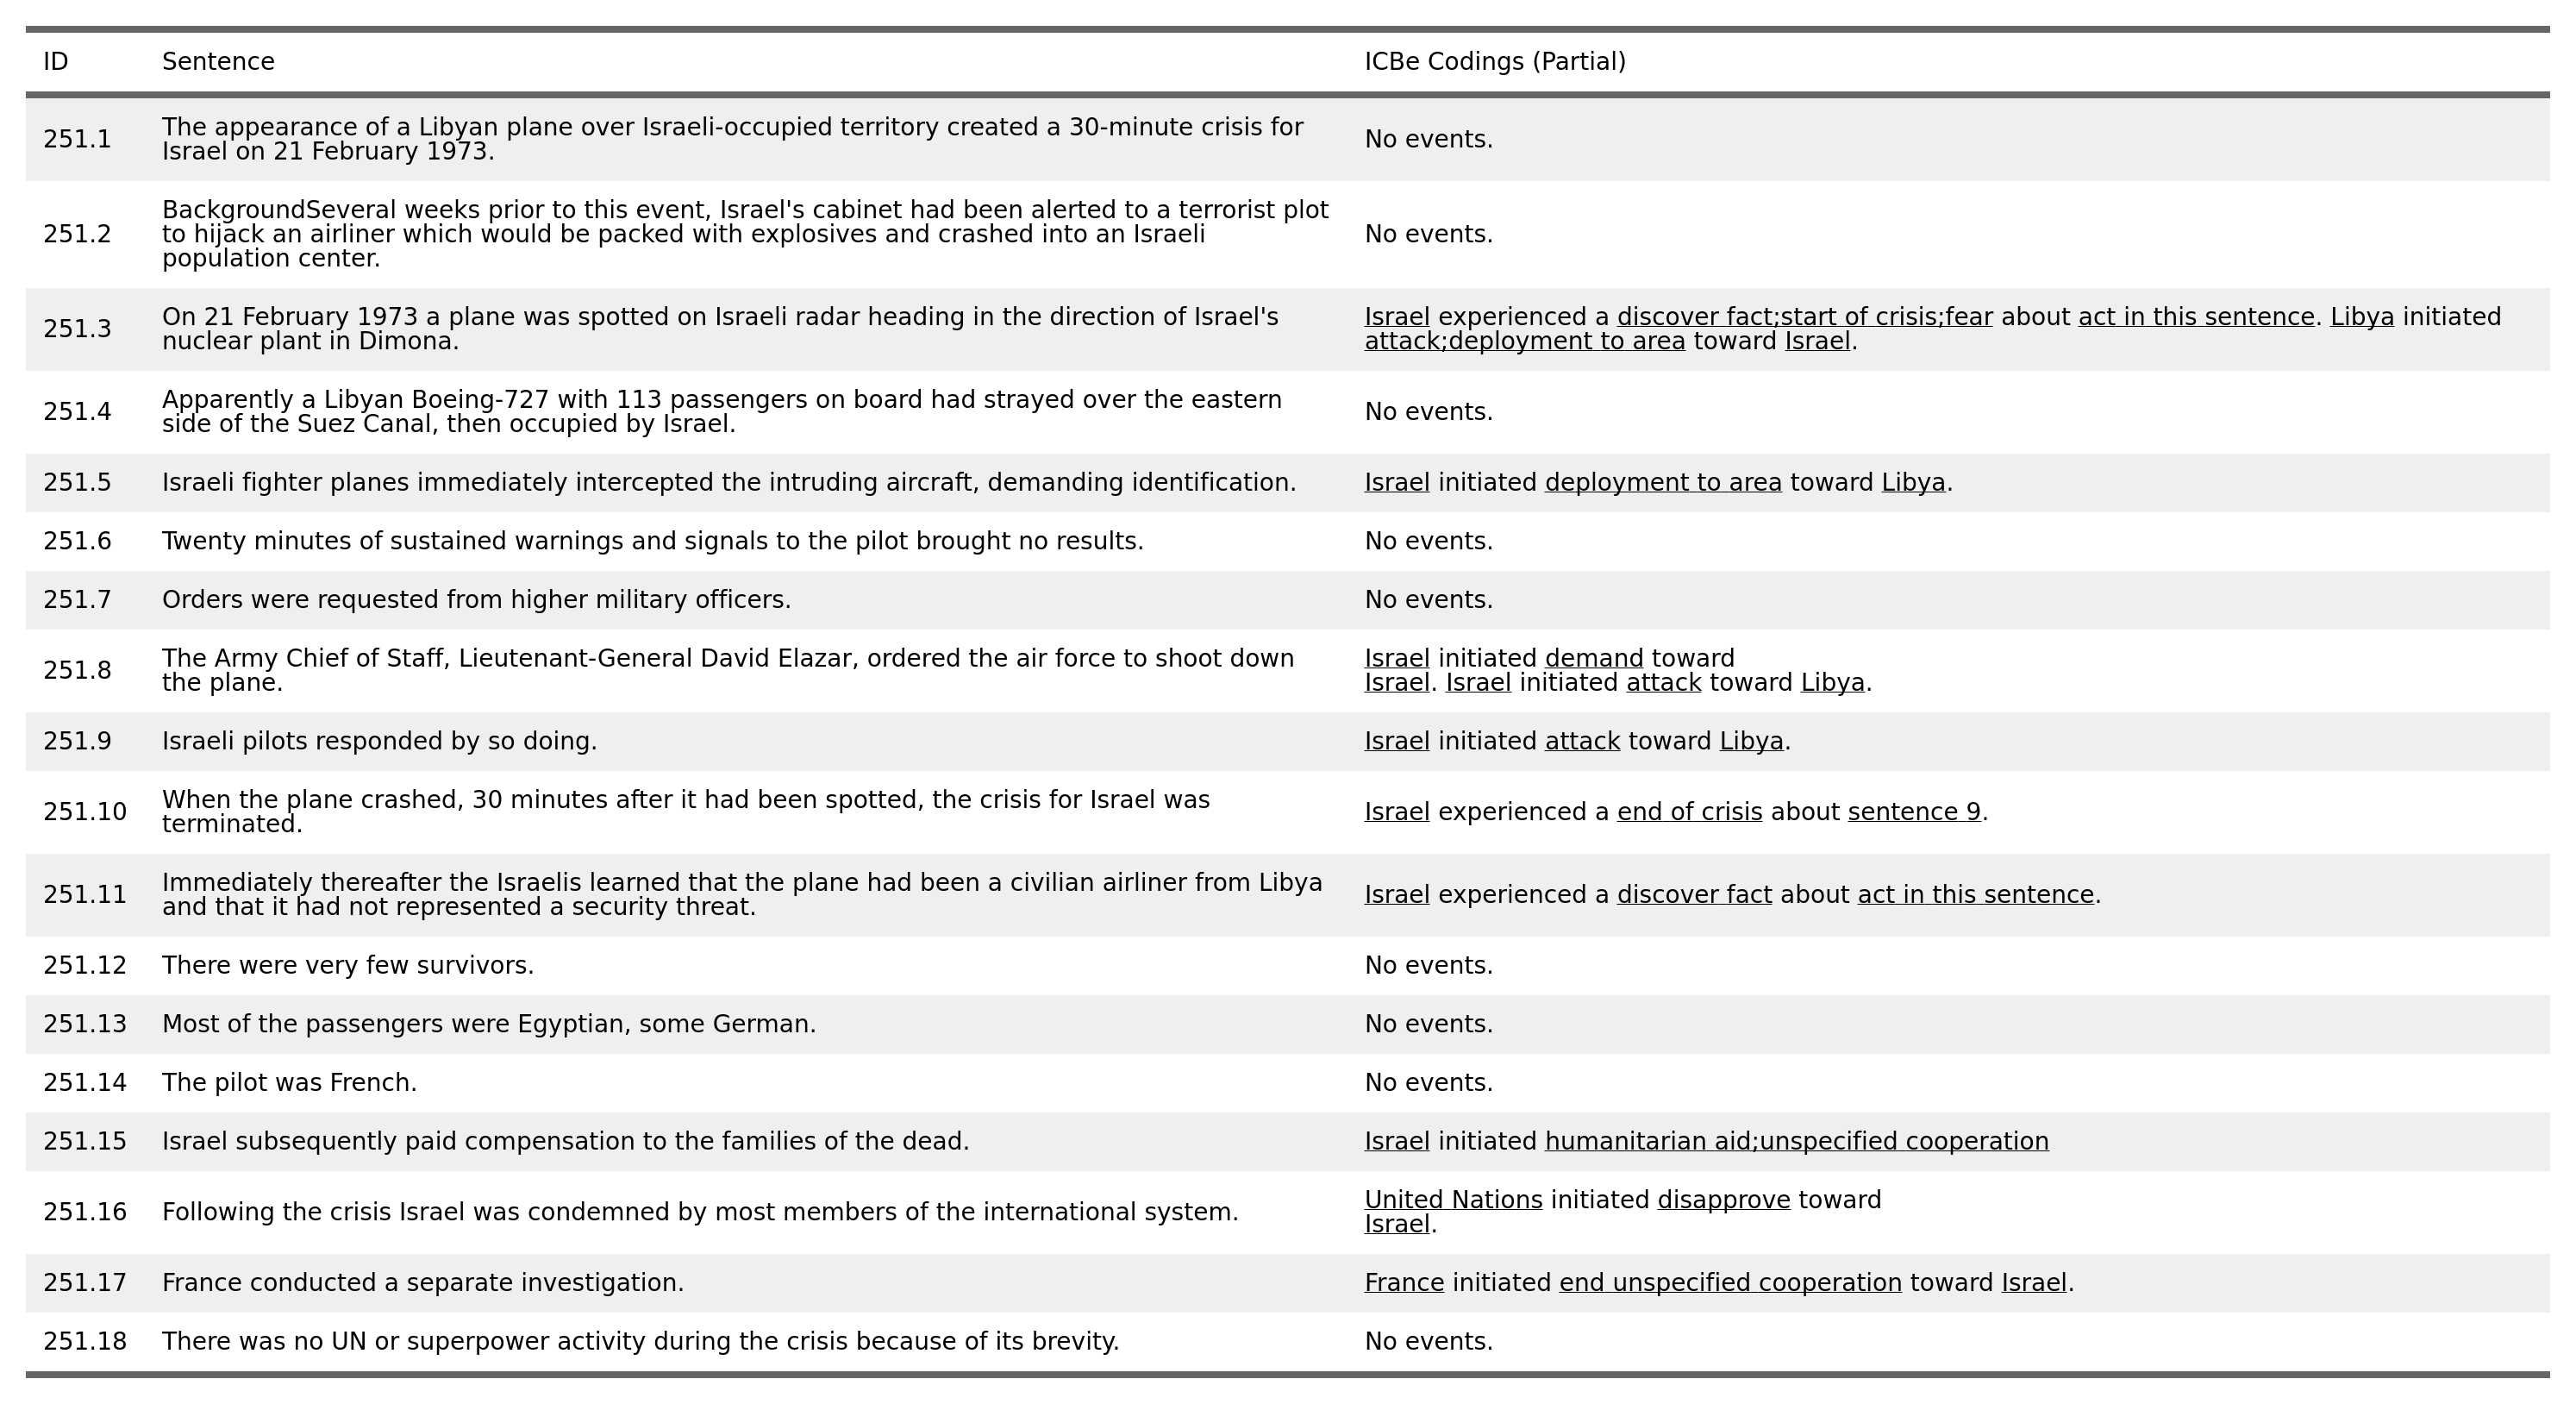 ID Sentence ICBe Codings (Partial)
251.1 The appearance of a Libyan plane over Israeli-occupied territory created a 30-minute crisis for
Israel on 21 February 1973.
No events.
251.2 BackgroundSeveral weeks prior to this event, Israel's cabinet had been alerted to a terrorist plot
to hijack an airliner which would be packed with explosives and crashed into an Israeli
population center.
No events.
251.3 On 21 February 1973 a plane was spotted on Israeli radar heading in the direction of Israel's
nuclear plant in Dimona.
Israel experienced a discover fact;start of crisis;fear about act in this sentence. Libya initiated
attack;deployment to area toward Israel.
251.4 Apparently a Libyan Boeing-727 with 113 passengers on board had strayed over the eastern
side of the Suez Canal, then occupied by Israel.
No events.
251.5 Israeli fighter planes immediately intercepted the intruding aircraft, demanding identification. Israel initiated deployment to area toward Libya.
251.6 Twenty minutes of sustained warnings and signals to the pilot brought no results. No events.
251.7 Orders were requested from higher military officers. No events.
251.8 The Army Chief of Staff, Lieutenant-General David Elazar, ordered the air force to shoot down
the plane.
Israel initiated demand toward
Israel. Israel initiated attack toward Libya.
251.9 Israeli pilots responded by so doing. Israel initiated attack toward Libya.
251.10 When the plane crashed, 30 minutes after it had been spotted, the crisis for Israel was
terminated.
Israel experienced a end of crisis about sentence 9.
251.11 Immediately thereafter the Israelis learned that the plane had been a civilian airliner from Libya
and that it had not represented a security threat.
Israel experienced a discover fact about act in this sentence.
251.12 There were very few survivors. No events.
251.13 Most of the passengers were Egyptian, some German. No events.
251.14 The pilot was French. No events.
251.15 Israel subsequently paid compensation to the families of the dead. Israel initiated humanitarian aid;unspecified cooperation
251.16 Following the crisis Israel was condemned by most members of the international system.
United Nations initiated disapprove toward
Israel.
251.17 France conducted a separate investigation. France initiated end unspecified cooperation toward Israel.
251.18 There was no UN or superpower activity during the crisis because of its brevity. No events.